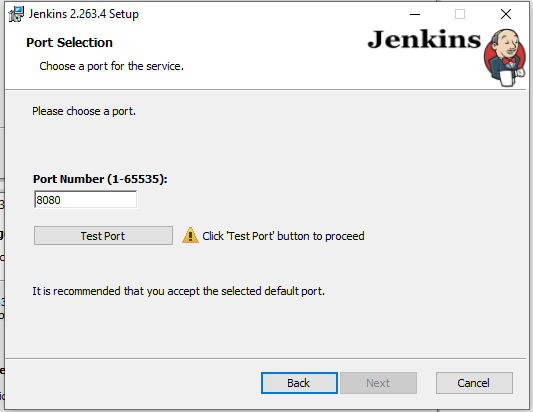 Jenkins 2.263.4 Setup
Port Selection
Choose a port for the service.
Jenkins
Please choose a port.
Port Number (1-65535):
8080
Test Port
Click 'Test Port' button to proceed
It is recommended that you accept the selected default port.
Back
Next
Cancel